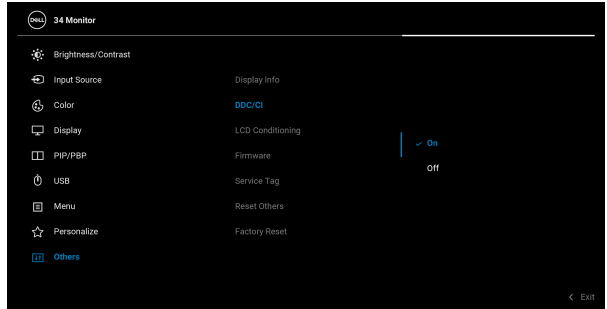 DELL
34 Monitor
Brightness/Contrast
Input Source
Display Info
Color
DDC/CI
Display
LCD Conditioning
On
PIP/PBP
Firmware
Off
USB
Service Tag
Menu
Reset Others
Personalize
Factory Reset
Others
Exit